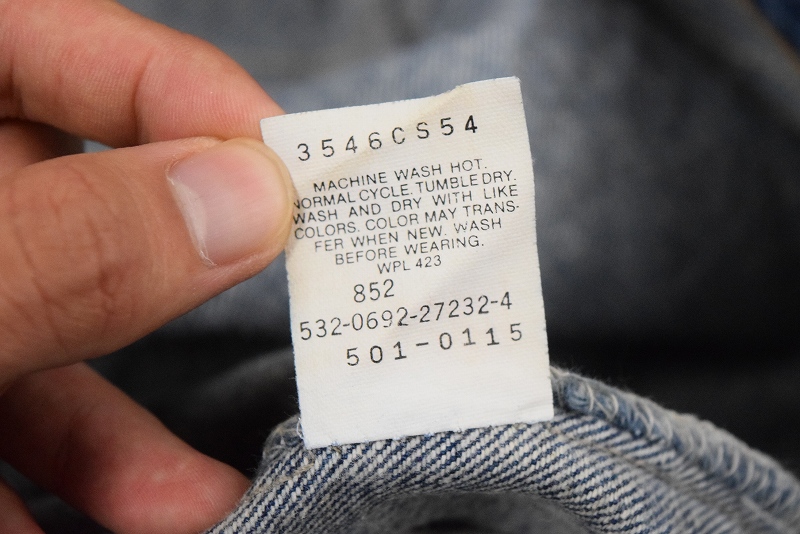 3546CS54
MACHINE WASH HOT.
NORMAL CYCLE. TUMBLE DRY.
WASH AND DRY WITH LIKE
COLORS. COLOR MAY TRANS-
FER WHEN NEW. WASH
BEFORE WEARING.
WPL 423
852
532-0692-27232-4
501-0115